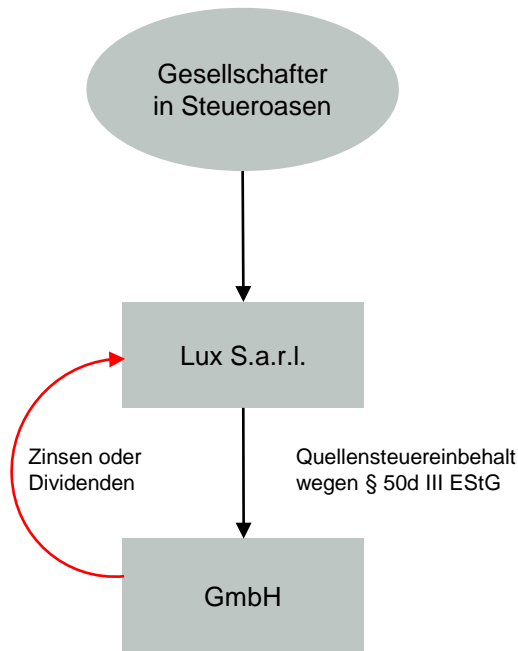 Gesellschafter
in Steueroasen
Lux S.a.r.l.
Zinsen oder
Dividenden
Quellensteuereinbehalt
wegen § 50d III EStG
GmbH